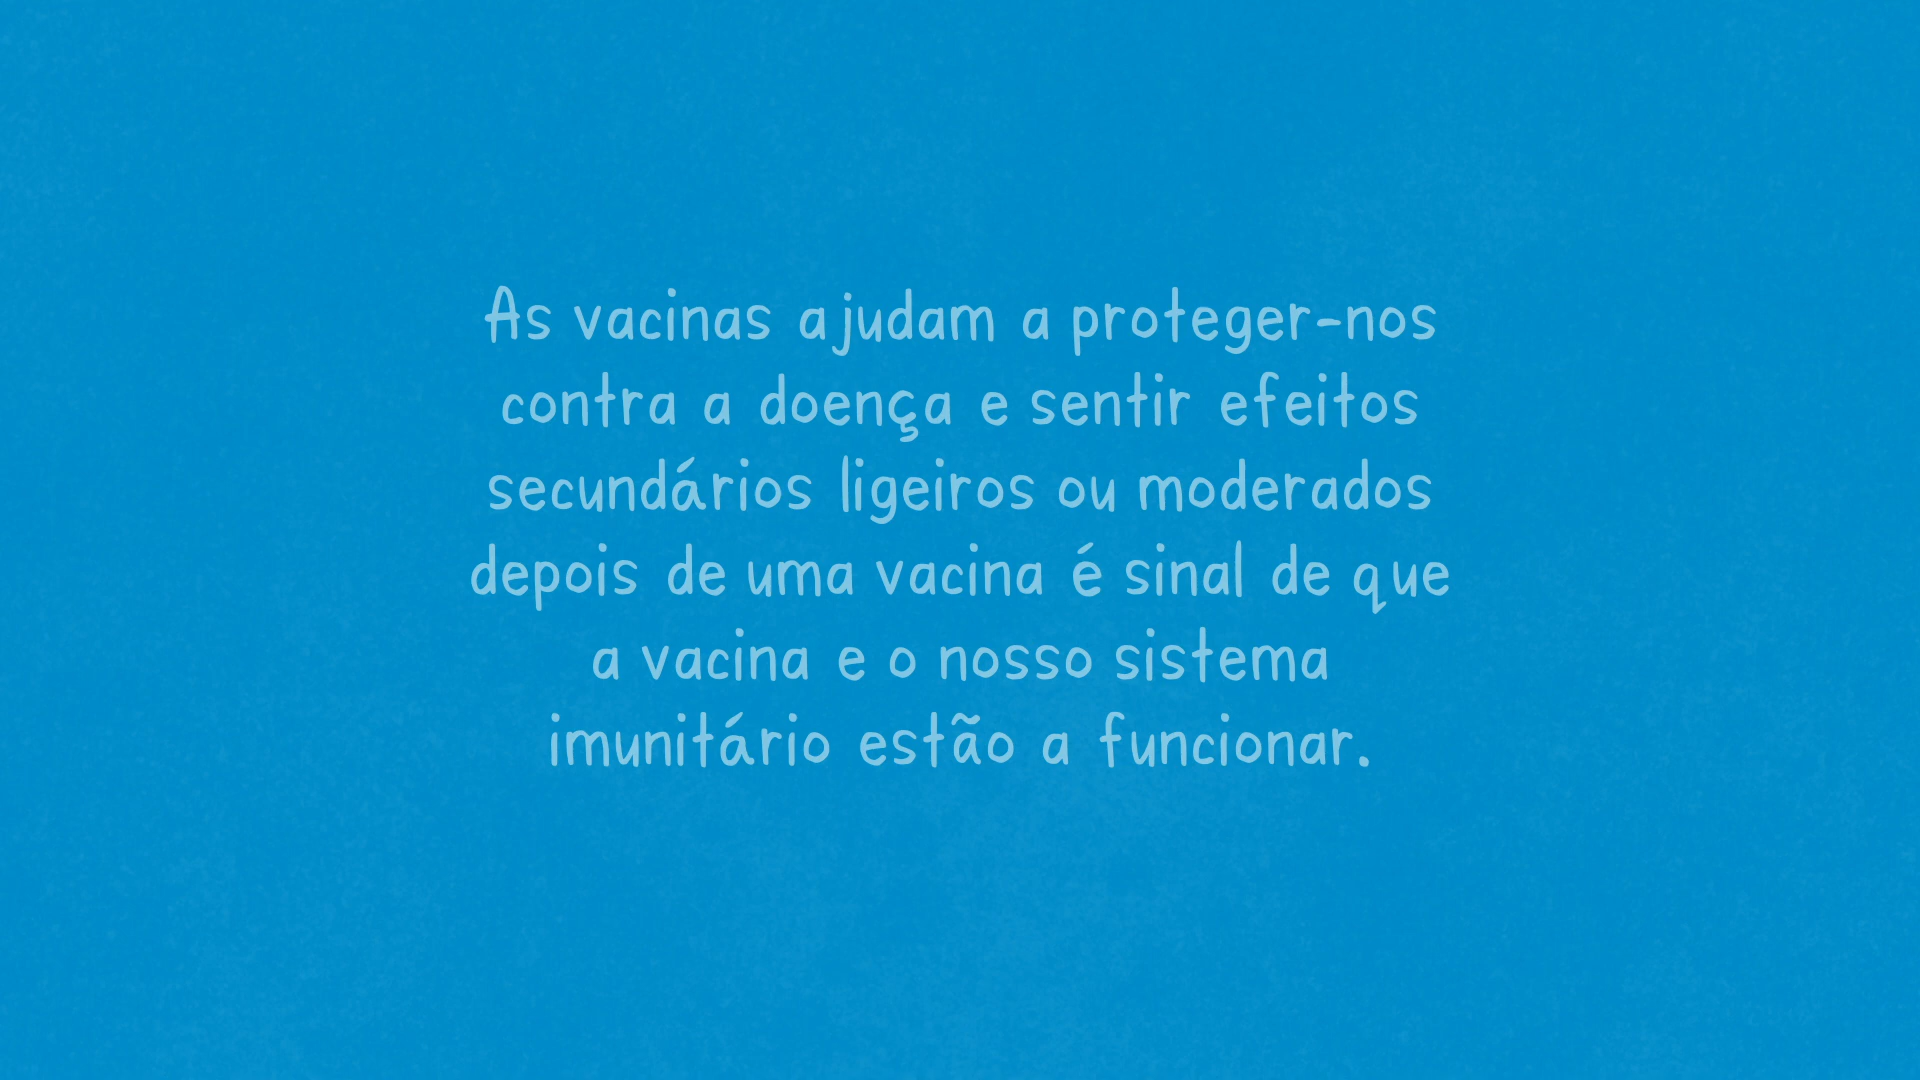 As vacinas ajudam a proteger-nos
contra a doença e sentir efeitos
secundários ligeiros ou moderados
depois de uma vacina é sinal de que
a vacina e o nosso sistema
imunitário estão a funcionar.